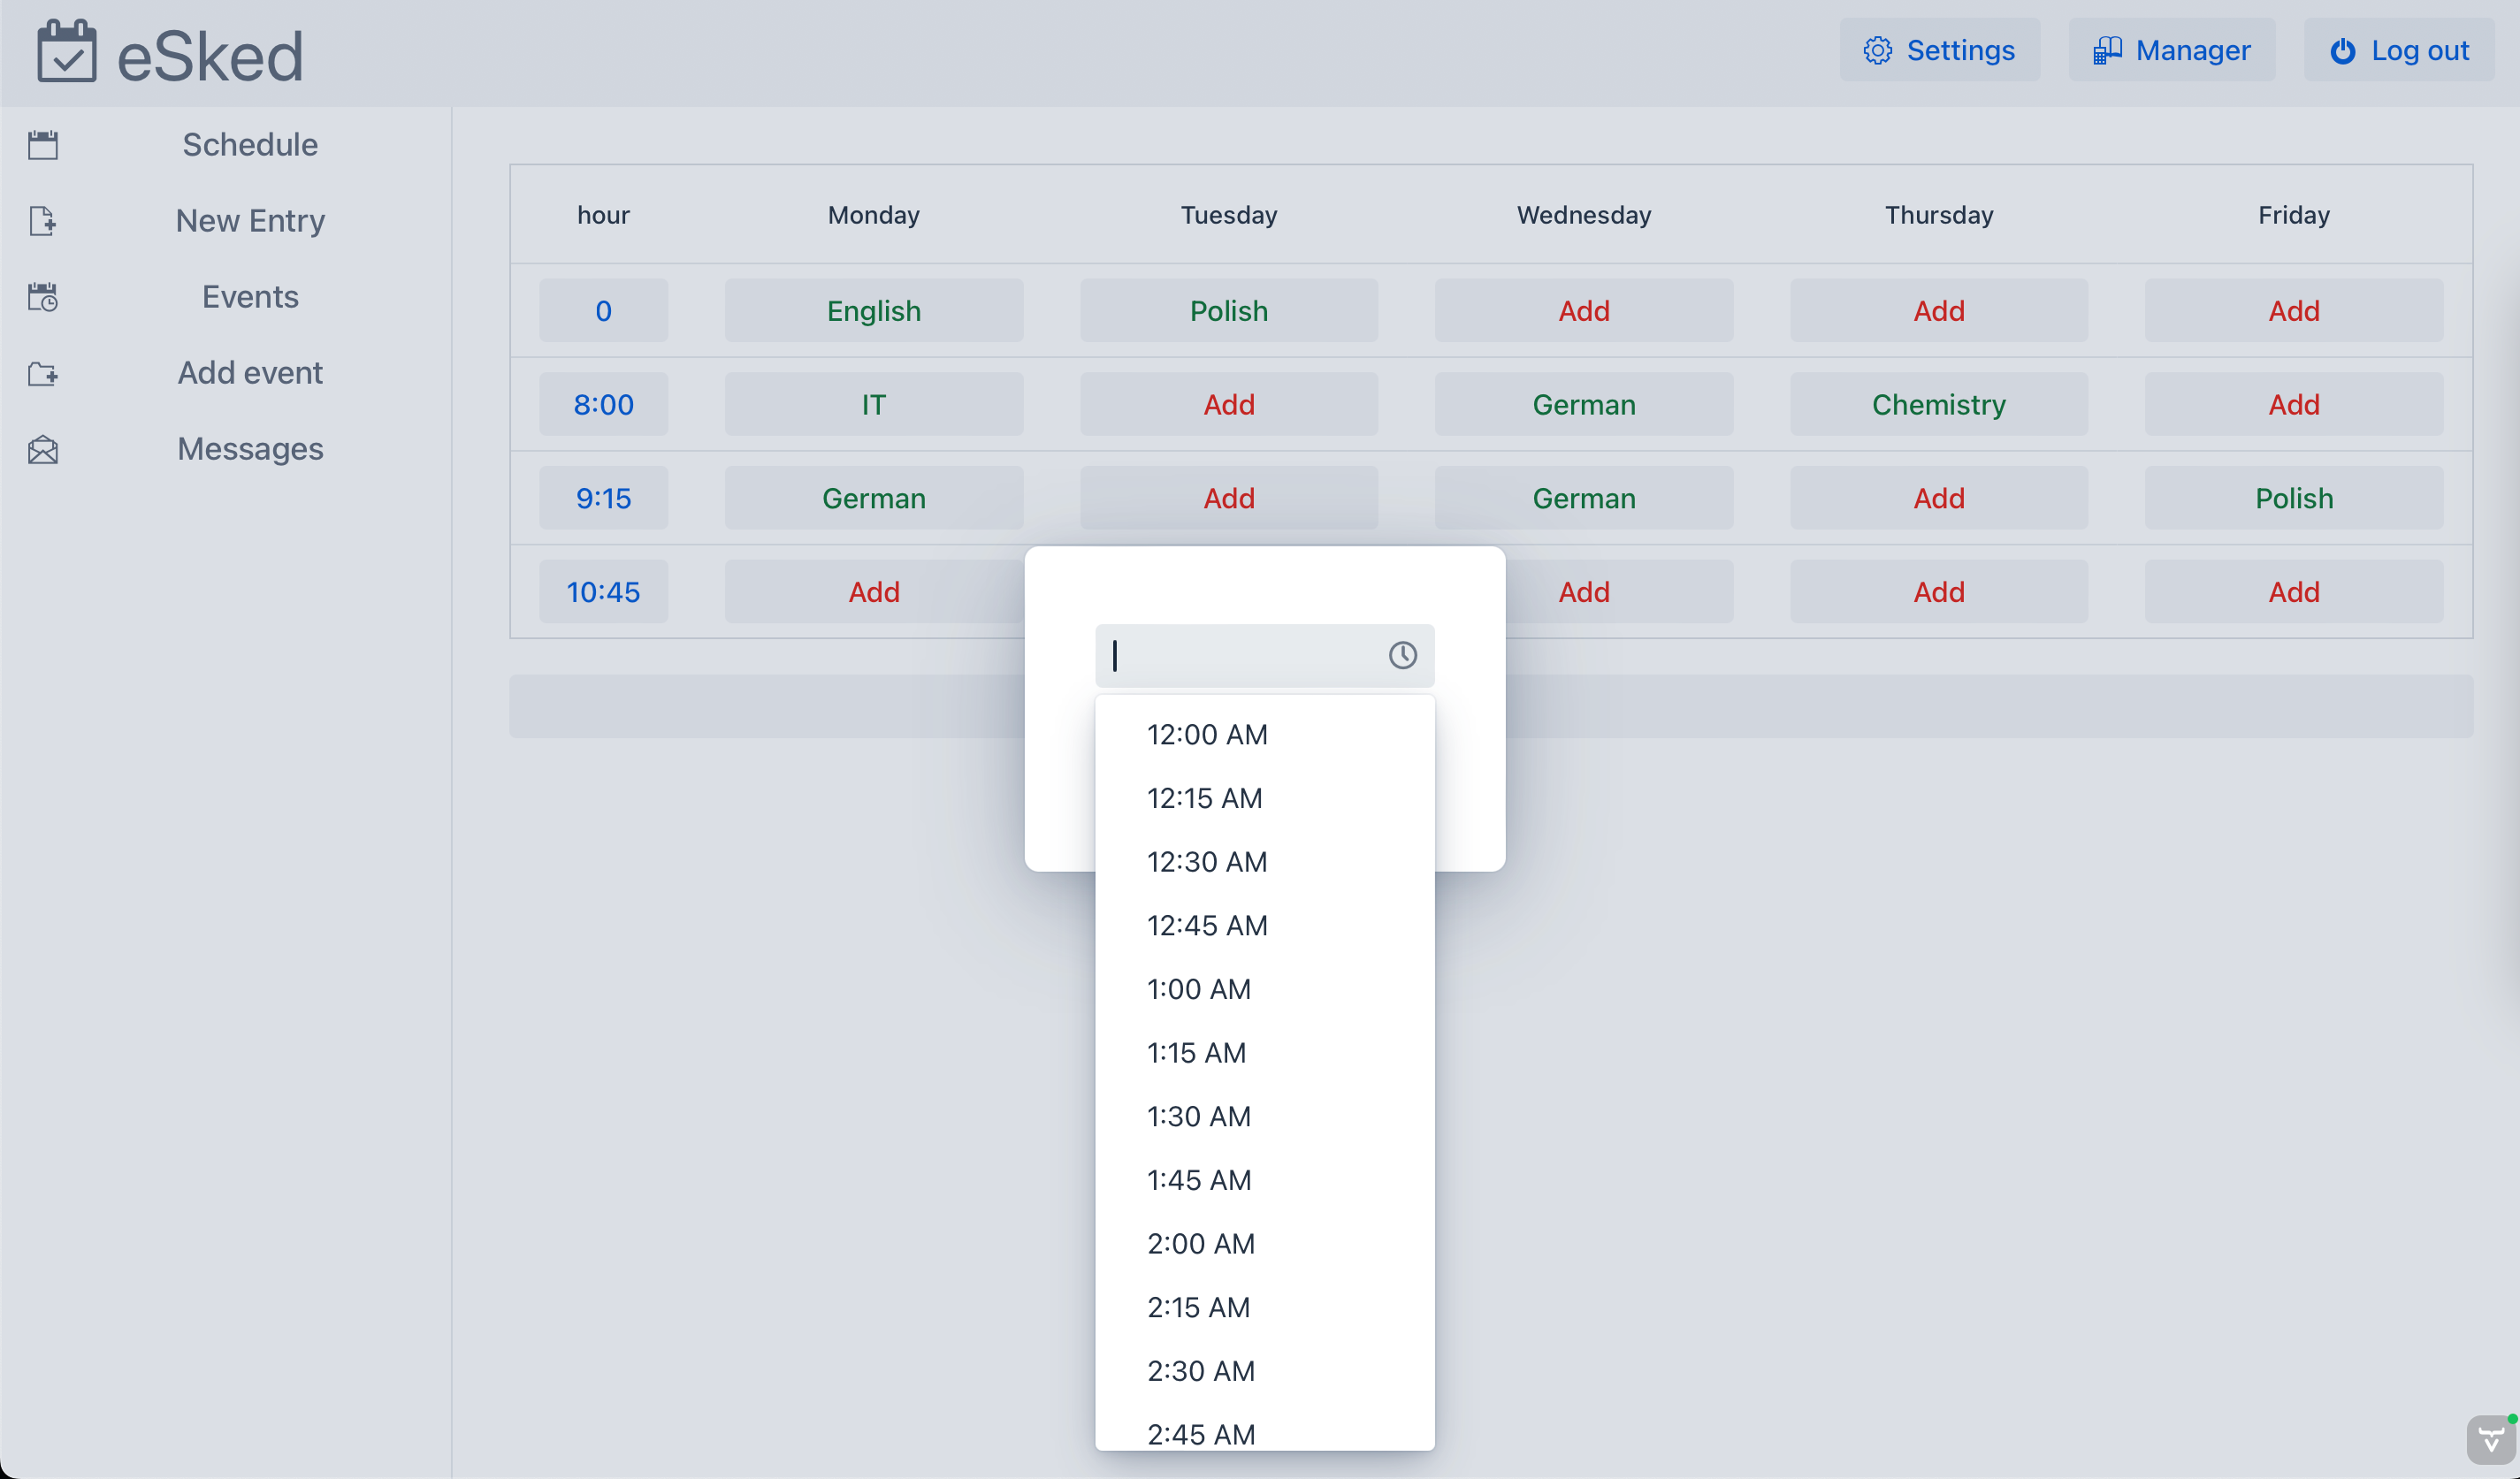 eSked
Settings
Manager
Log out
Schedule
New Entry
Events
Add event
Messages
hour Monday Tuesday Wednesday Thursday Friday
0 English Polish Add Add Add
8:00 IT Add German Chemistry Add
9:15 German Add German Add Polish
10:45 Add Add Add Add
12:00 AM
12:15 AM
12:30 AM
12:45 AM
1:00 AM
1:15 AM
1:30 AM
1:45 AM
2:00 AM
2:15 AM
2:30 AM
2:45 AM